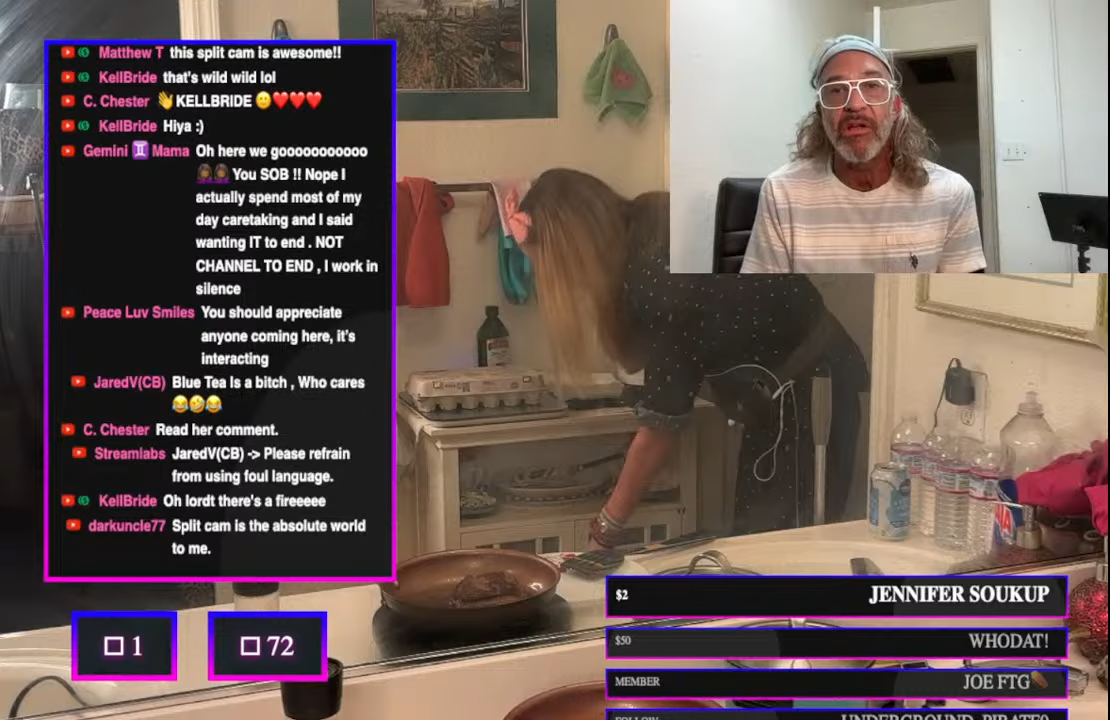 Matthew T this split cam is awesome!!
KellBride that's wild wild lol
C. Chester 👋KELLBRIDE 🙂❤️❤️❤️
KellBride Hiya :)
Gemini ♊ Mama Oh here we gooooooooooo
You SOB !! Nope I
actually spend most of my
day caretaking and I said
wanting IT to end . NOT
CHANNEL TO END , I work in
silence
Peace Luv Smiles You should appreciate
anyone coming here, it's
interacting
JaredV(CB) Blue Tea Is a bitch , Who cares
😂🤣😂
C. Chester Read her comment.
Streamlabs JaredV(CB) -> Please refrain
from using foul language.
KellBride Oh lordt there's a fireeeee
darkuncle77 Split cam is the absolute world
to me.
1
72
$2 JENNIFER SOUKUP
$50 WHODAT!
MEMBER JOE FTG